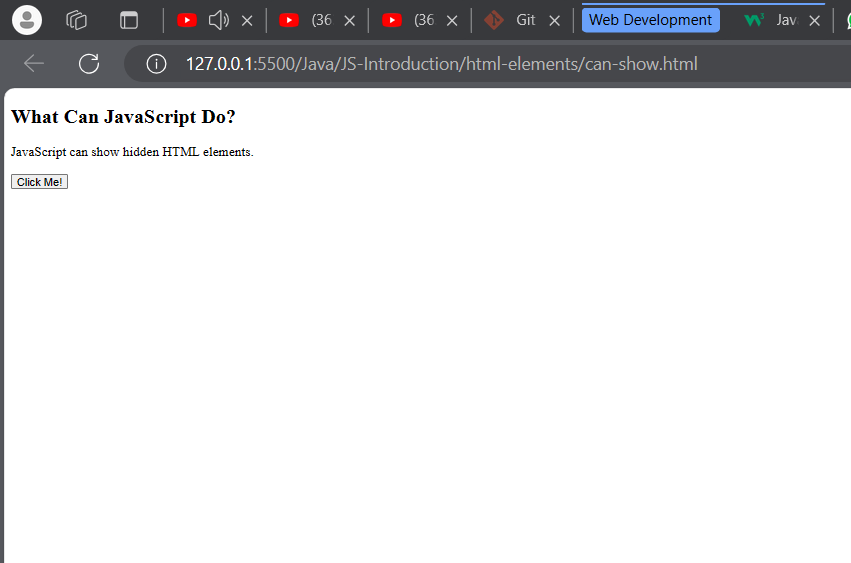 (36
(36
Git
Web Development
Jav
127.0.0.1:5500/Java/JS-Introduction/html-elements/can-show.html
What Can JavaScript Do?
JavaScript can show hidden HTML elements.
Click Me!